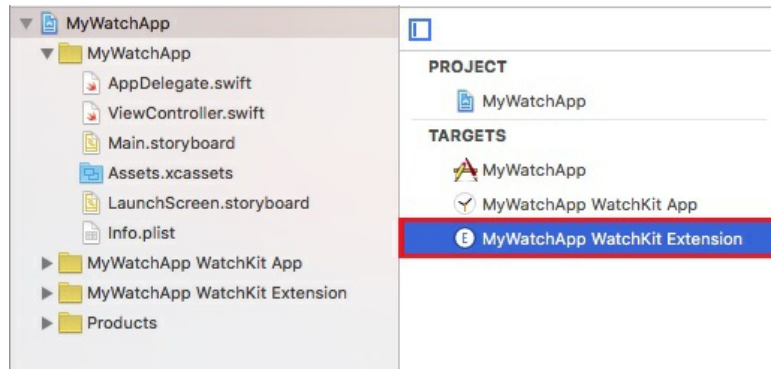 MyWatchApp
MyWatchApp
AppDelegate.swift
ViewController.swift
Main.storyboard
Assets.xcassets
LaunchScreen.storyboard
Info.plist
MyWatchApp WatchKit App
MyWatchApp WatchKit Extension
Products
PROJECT
MyWatchApp
TARGETS
MyWatchApp
MyWatchApp WatchKit App
E MyWatchApp WatchKit Extension